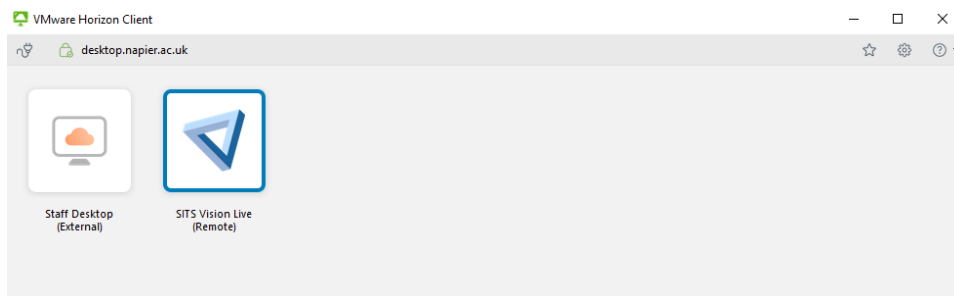 VMware Horizon Client
desktop.napier.ac.uk
Staff Desktop
(External)
SITS Vision Live
(Remote)